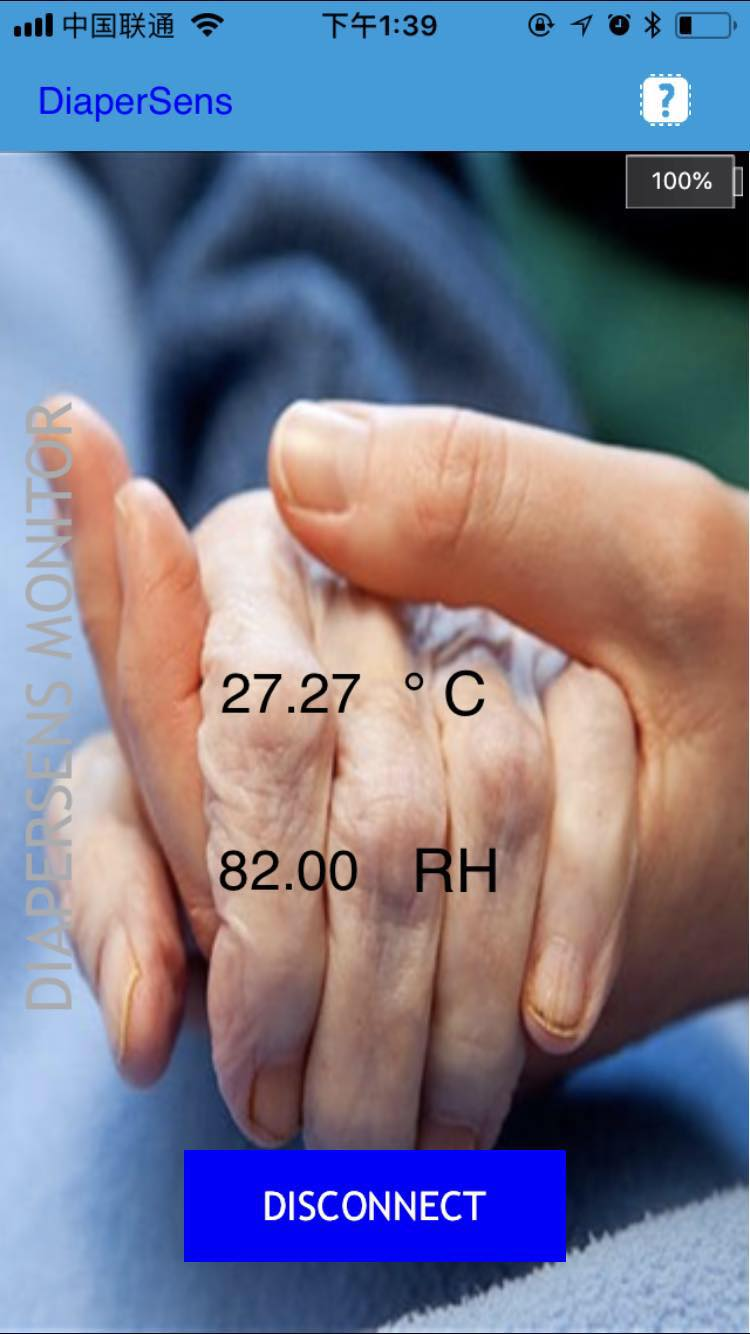 中国联通 下午1:39
DiaperSens
?
100%
DIAPERSENS MONITOR
27.27 ° C
82.00 RH
DISCONNECT